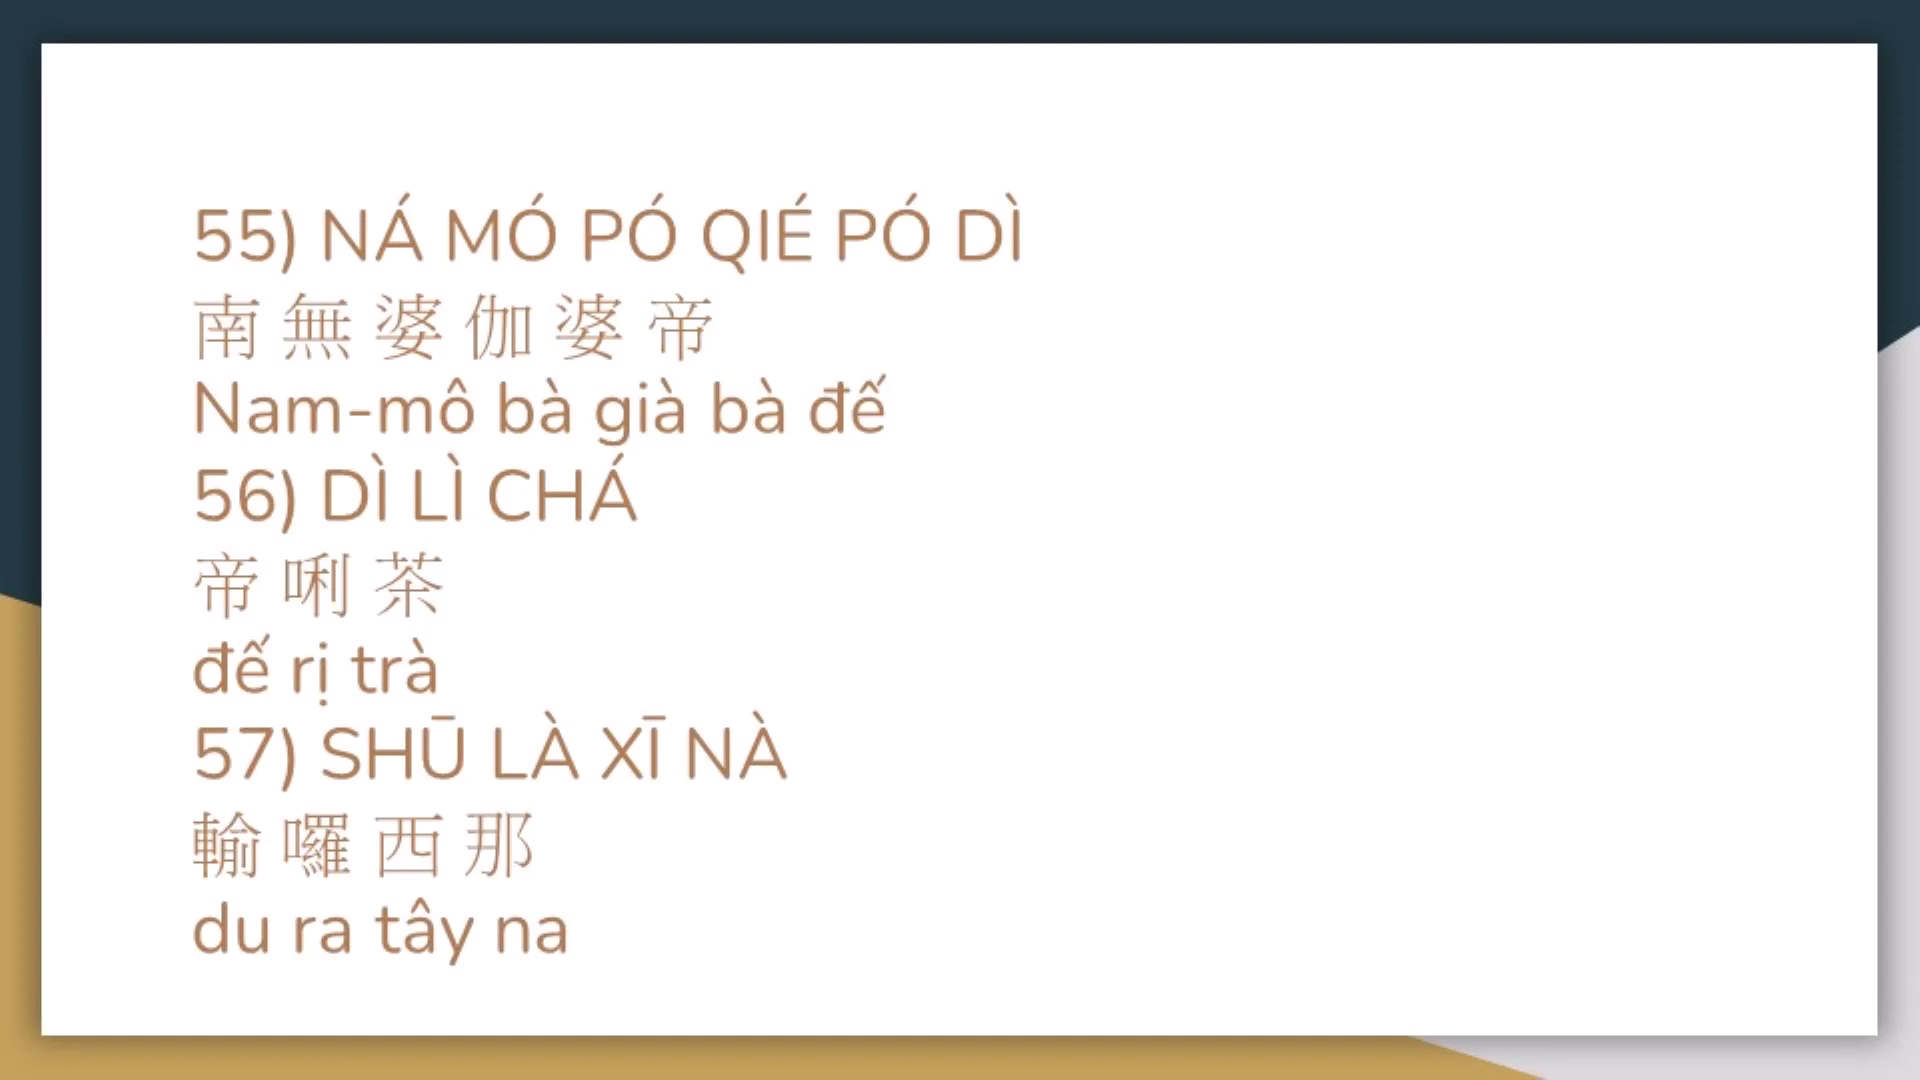 55) NÁ MÓ PÓ QIÉ PÓ DÌ
南 無 婆 伽 婆 帝
Nam-mô bà già bà đế
56) DÌ LÌ CHÁ
帝 唎 茶
đế rị trà
57) SHŪ LÀ XĪ NÀ
輸 囉 西 那
du ra tây na